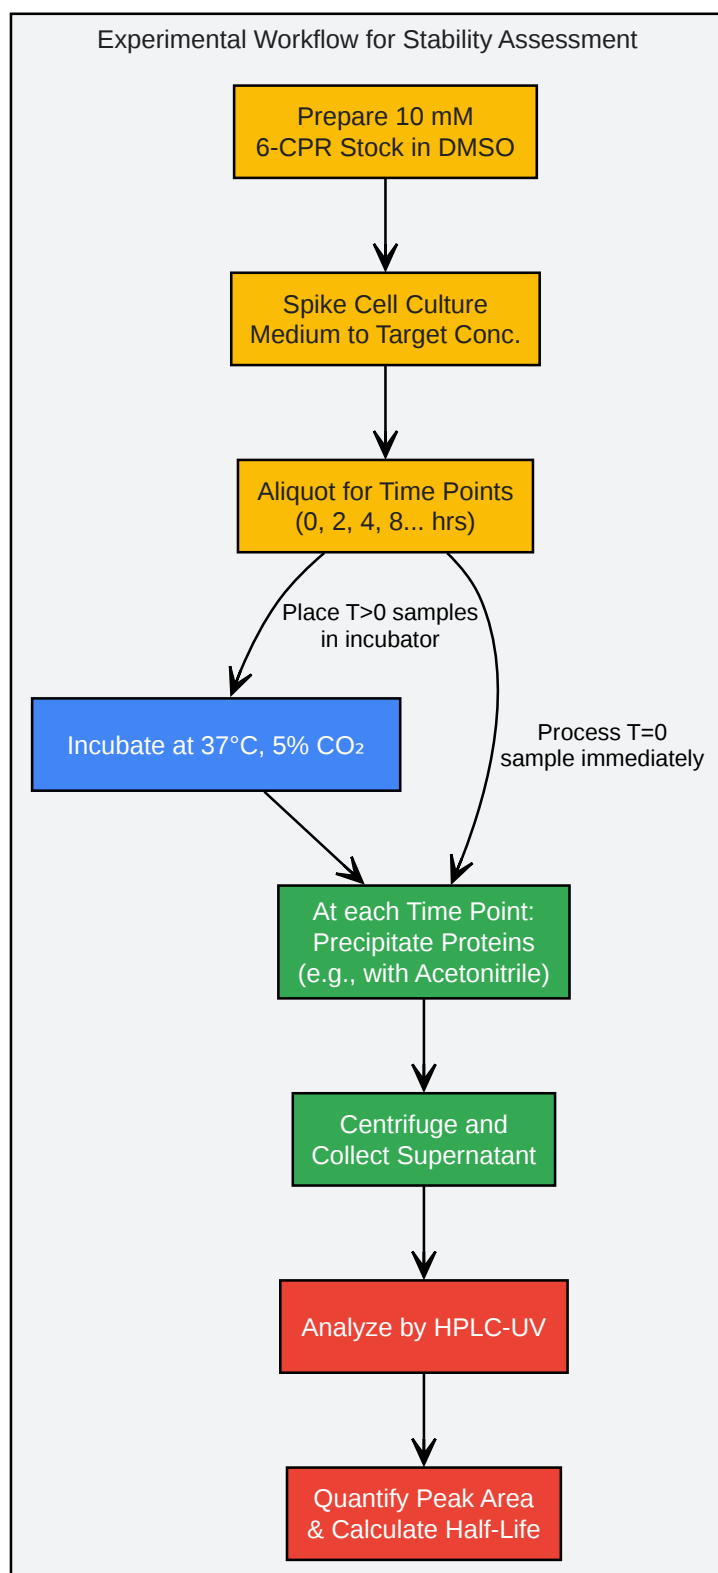 Experimental Workflow for Stability Assessment
Prepare 10 mM
6-CPR Stock in DMSO
Spike Cell Culture
Medium to Target Conc.
Aliquot for Time Points
(0, 2, 4, 8... hrs)
Place T>0 samples
in incubator
Incubate at 37°C, 5% CO₂
Process T=0
sample immediately
At each Time Point:
Precipitate Proteins
(e.g., with Acetonitrile)
Centrifuge and
Collect Supernatant
Analyze by HPLC-UV
Quantify Peak Area
& Calculate Half-Life